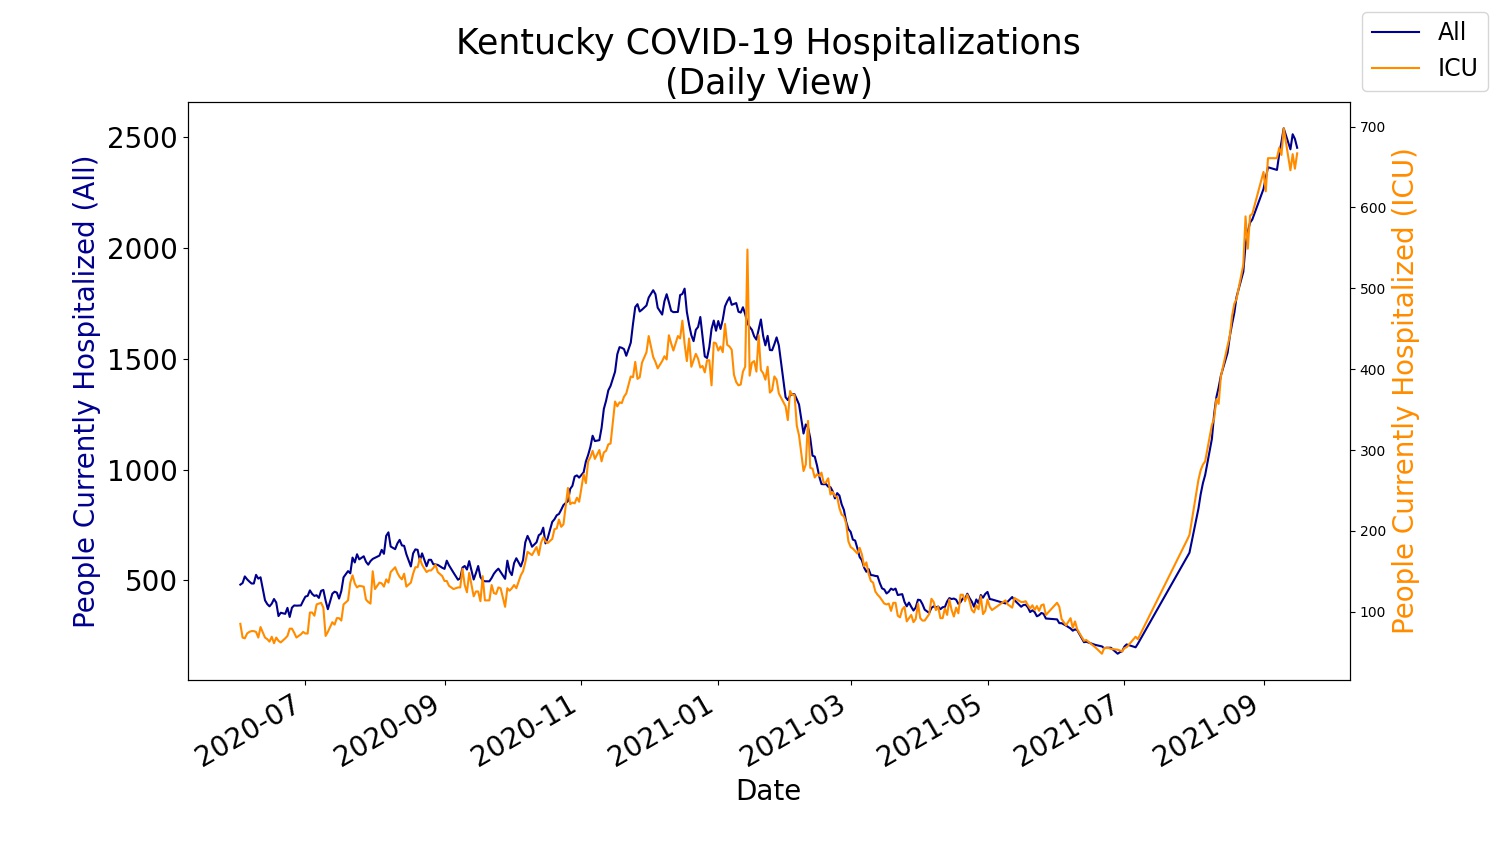 Kentucky COVID-19 Hospitalizations
(Daily View)
All
ICU
People Currently Hospitalized (All)
2500
2000
1500
1000
500
700
600
500
400
300
200
100
People Currently Hospitalized (ICU)
2020-07
2020-09
2020-11
2021-01
2021-03
2021-05
2021-07
2021-09
Date